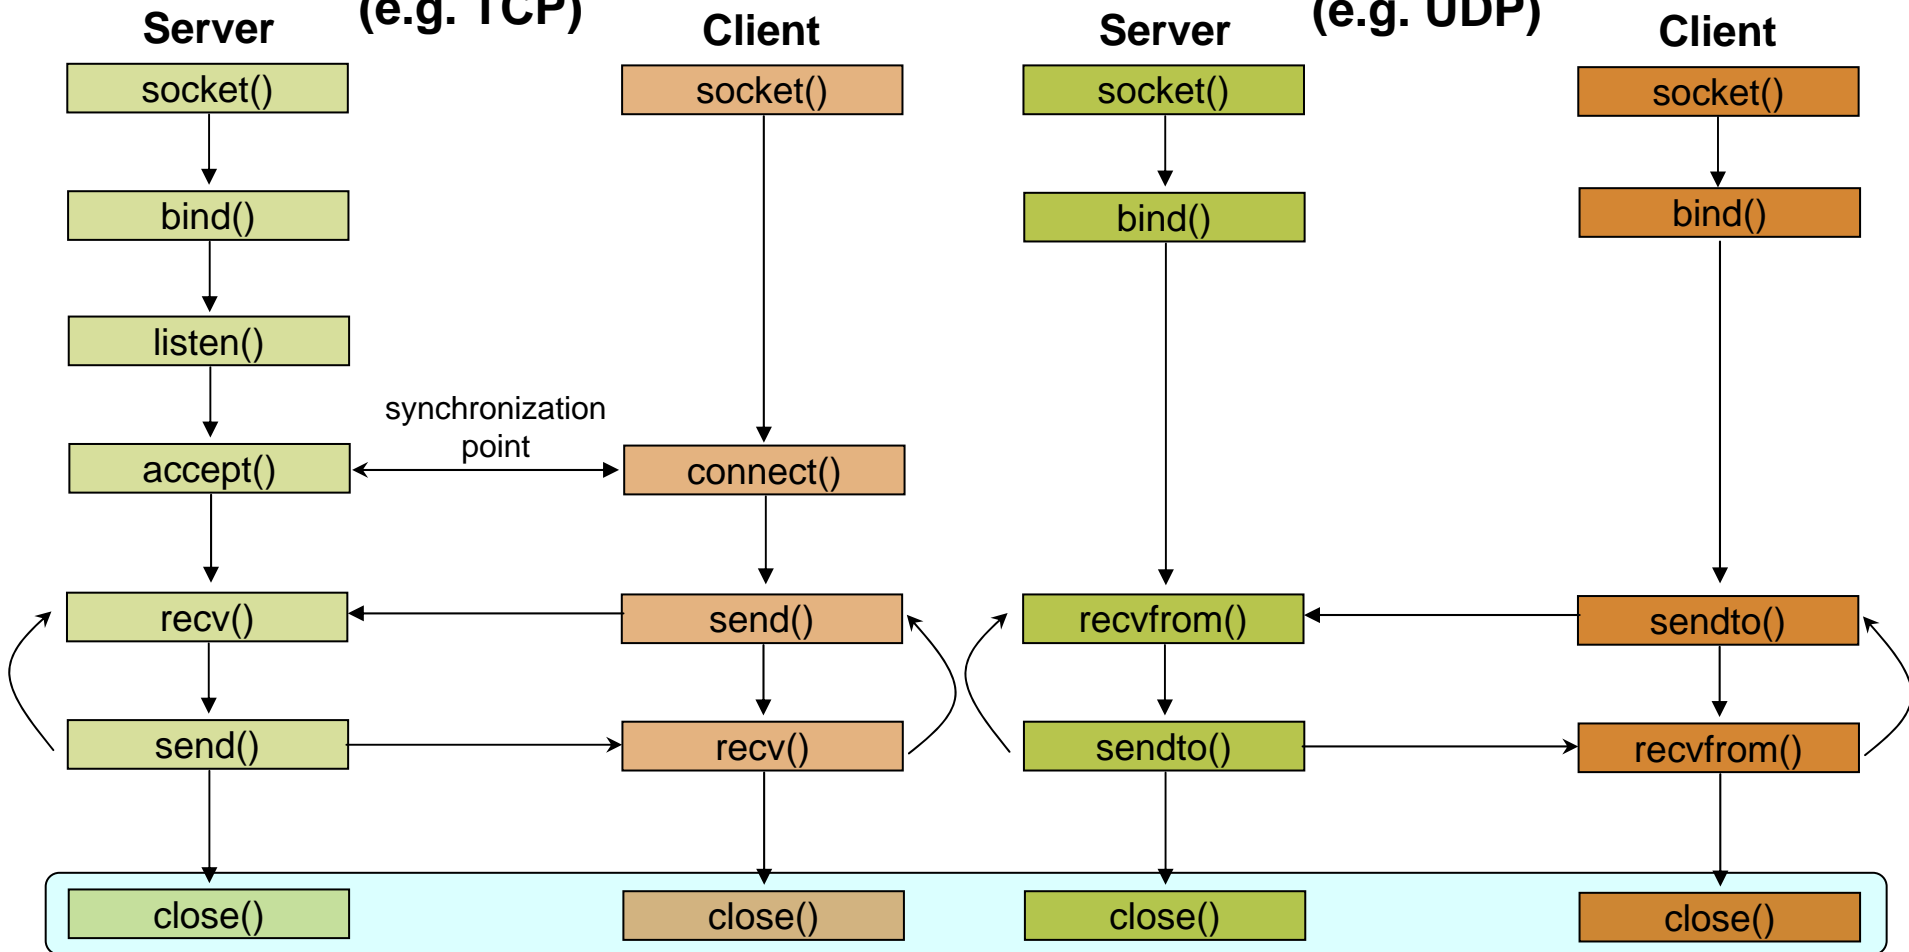 (e.g. TCP)
(e.g. UDP)
Server
Client
Server
Client
socket()
socket()
socket()
socket()
bind()
bind()
bind()
listen()
synchronization
point
accept()
connect()
recv()
send()
recvfrom()
sendto()
send()
recv()
sendto()
recvfrom()
close()
close()
close()
close()